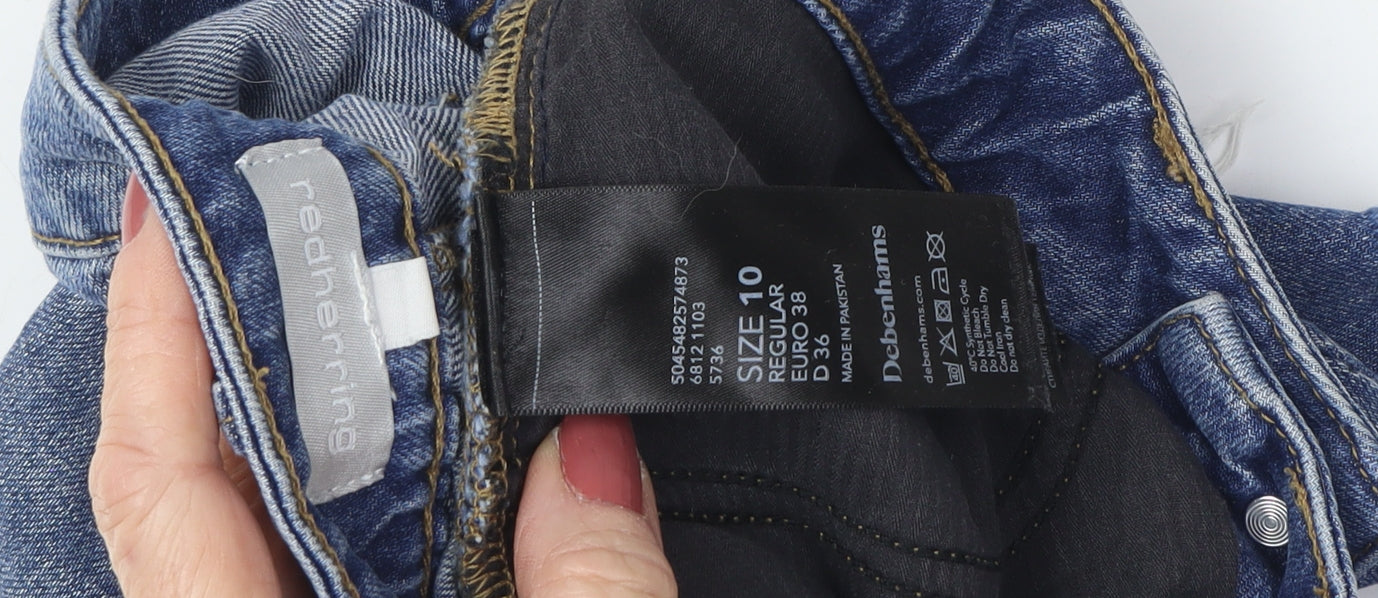 redherring
5045482574873
6812 1103
5736
SIZE 10
REGULAR
EURO 38
D 36
MADE IN PAKISTAN
Debenhams
debenhams.com
40
40°C Synthetic Cycle
Do Not Bleach
Do Not Tumble Dry
Cool Iron
Do not dry clean